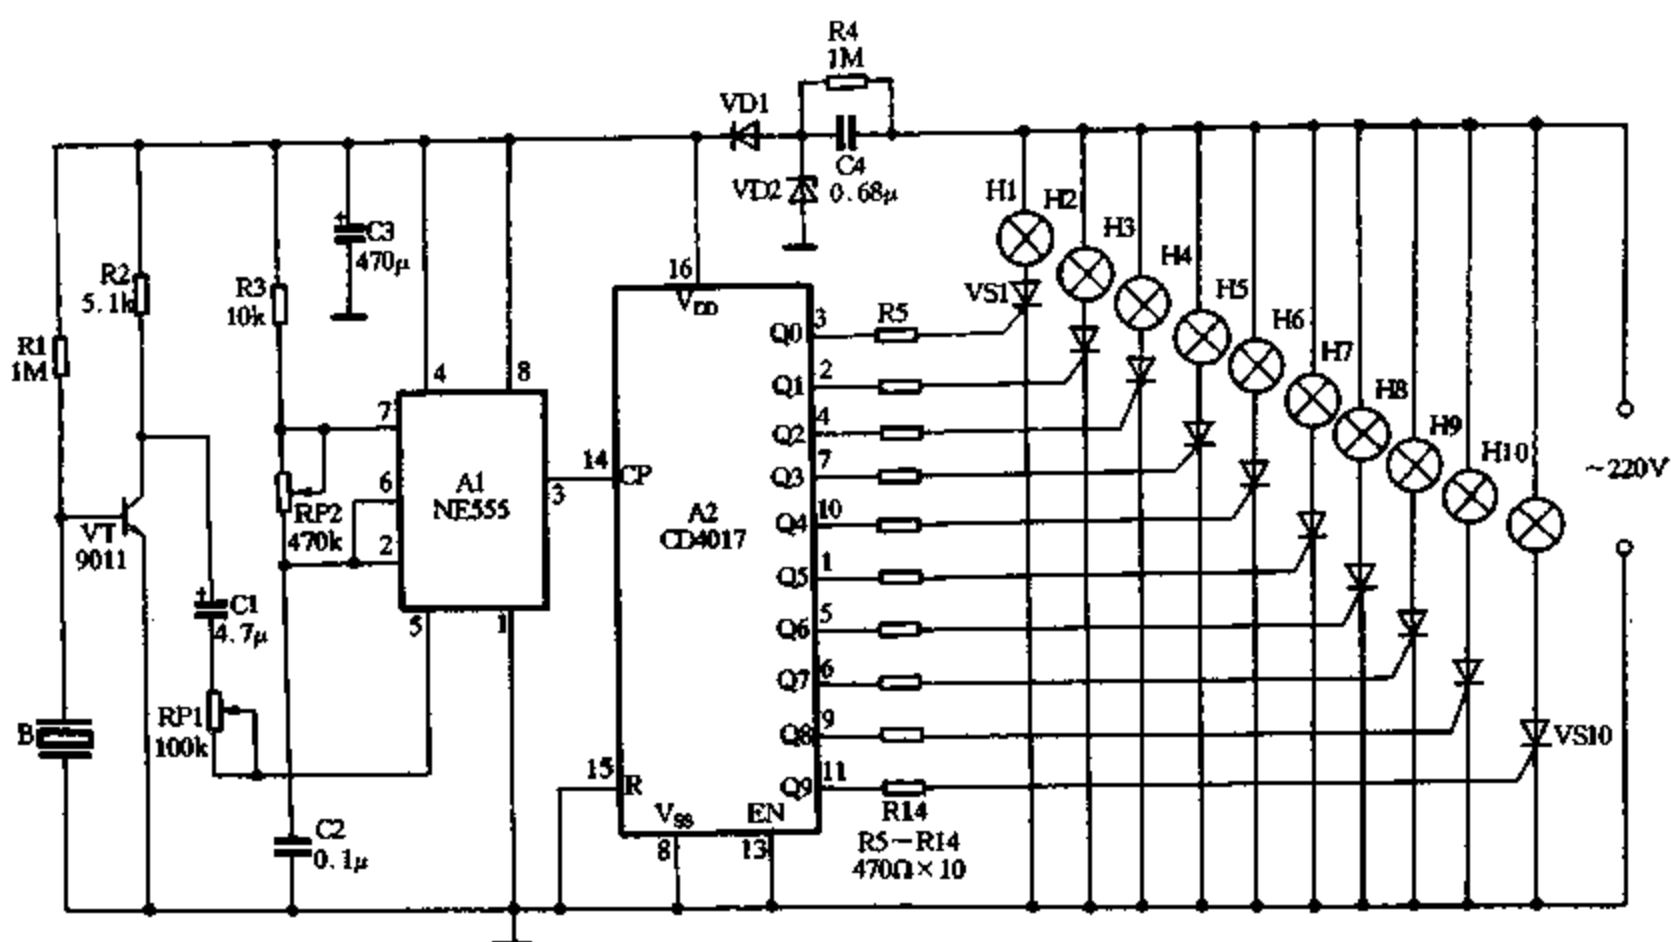 R4
1M
VD1
C4
0.68μ
VD2
C3
470μ
R2
5.1k
R3
10k
R1
1M
16
V_DD
H1
H2
H3
H4
H5
H6
H7
H8
H9
H10
VS1
Q0 3 R5
Q1 2
Q2 4
Q3 7
Q4 10
Q5 1
Q6 5
Q7 6
Q8 9
Q9 11
4
8
7
6
2
A1
NE555
3
14 CP
A2
CD4017
RP2
470k
VT
9011
5
1
C1
4.7μ
RP1
100k
B
C2
0.1μ
15 R
V_SS
8
EN
13
R14
R5-R14
470Ω×10
VS10
~220V